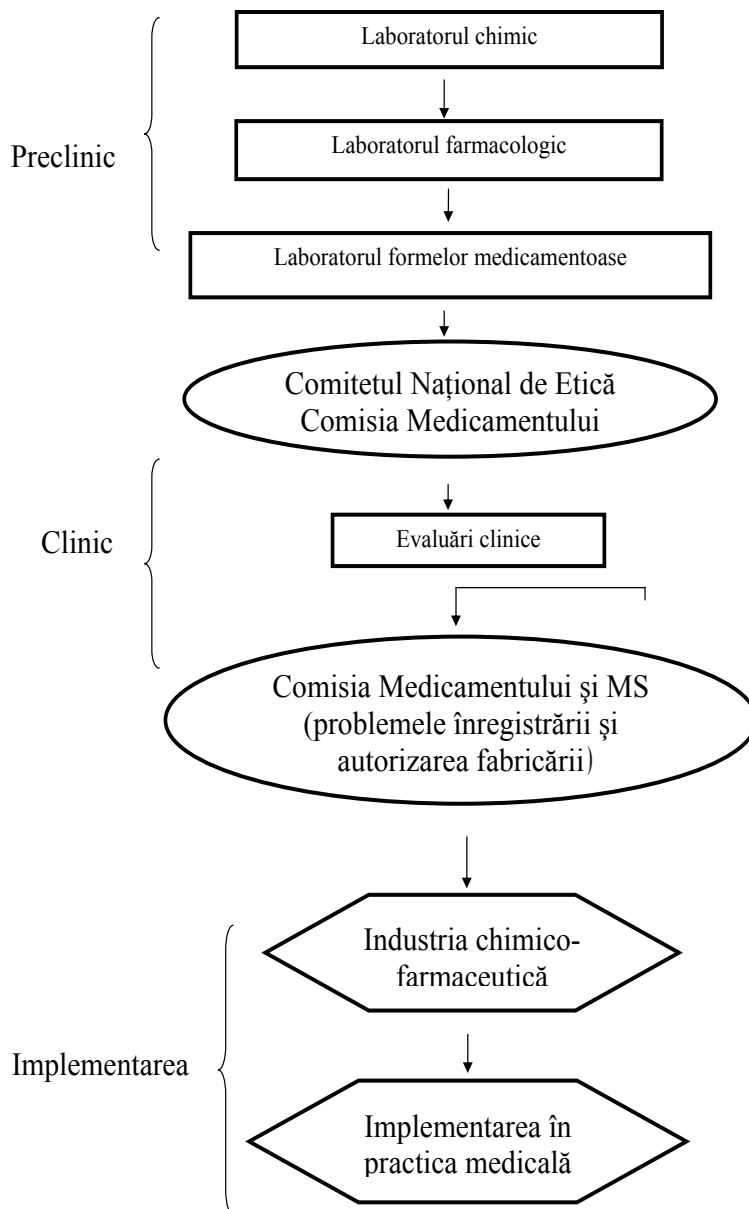 Laboratorul chimic
Preclinic
Laboratorul farmacologic
Laboratorul formelor medicamentoase
Comitetul Național de Etică
Comisia Medicamentului
Clinic
Evaluări clinice
Comisia Medicamentului şi MS
(problemele înregistrării şi
autorizarea fabricării)
Industria chimico-
farmaceutică
Implementarea
Implementarea în
practica medicală